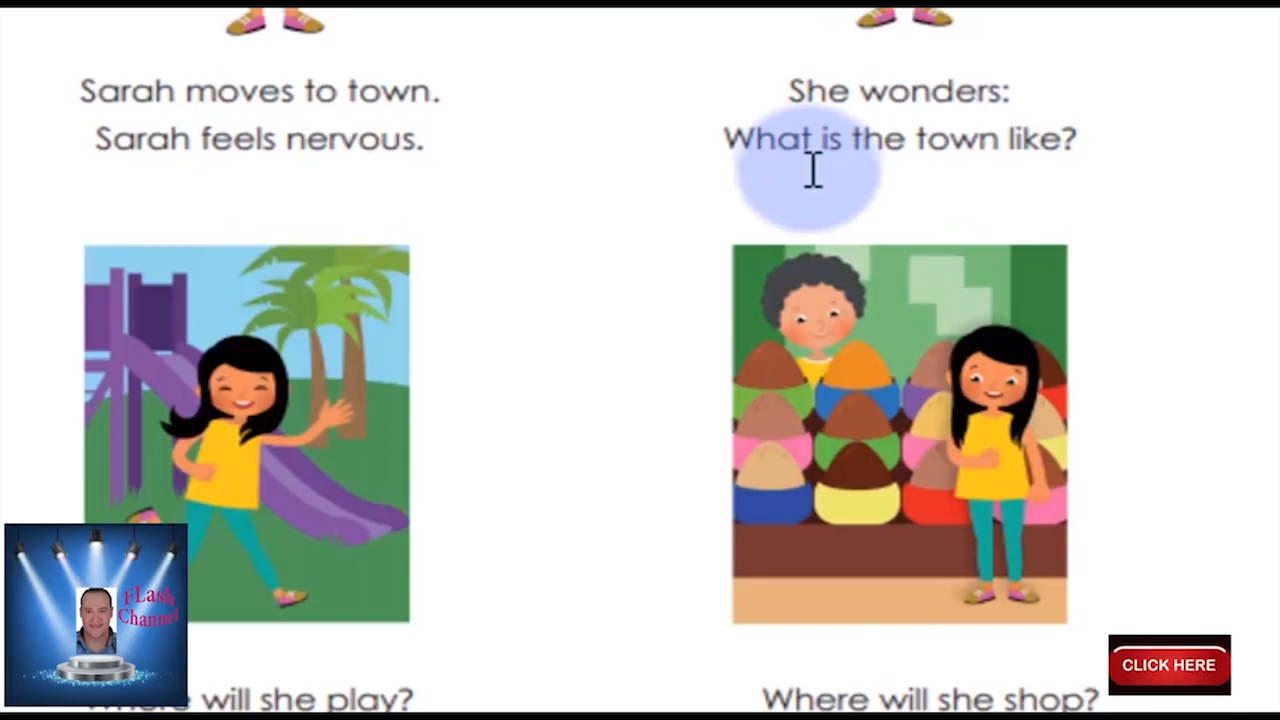 Sarah moves to town.
Sarah feels nervous.
She wonders:
What is the town like?
FLash
Channel
will she play?
Where will she shop?
CLICK HERE